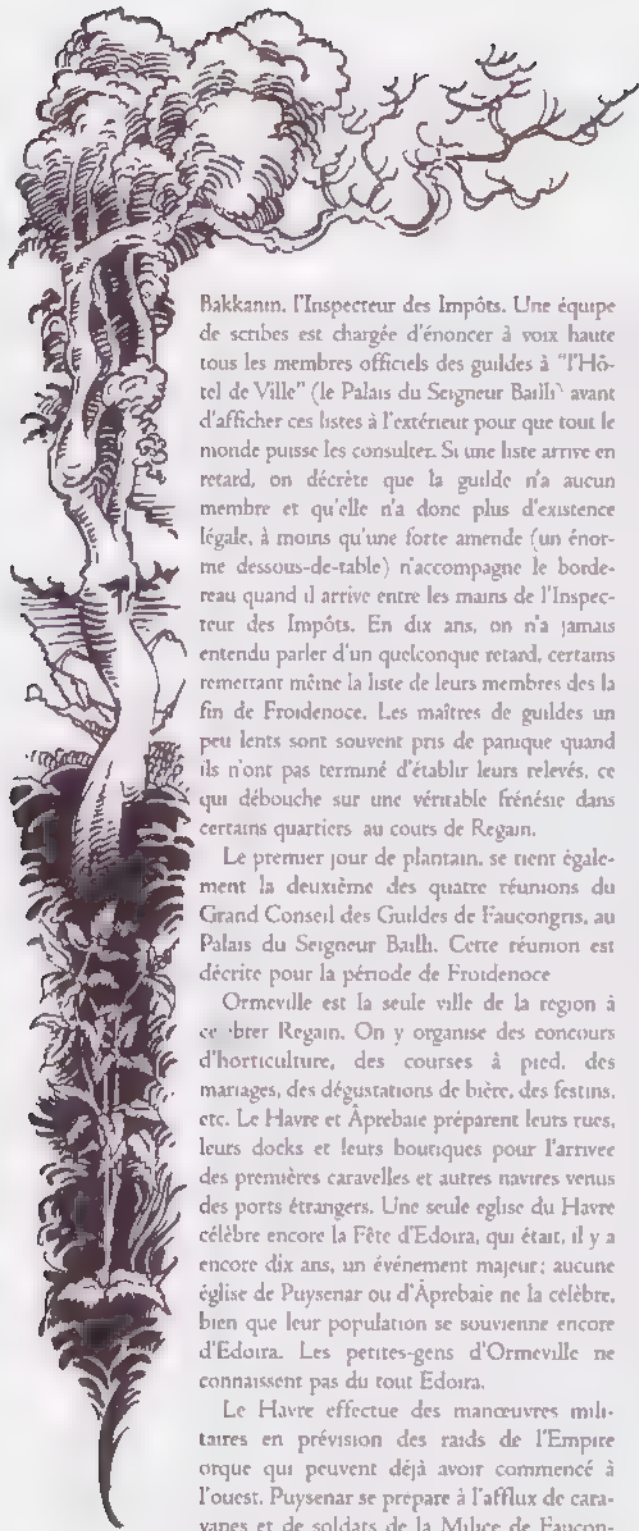 Bakkanin, l'Inspecteur des Impôts. Une équipe
de scribes est chargée d'énoncer à voix haute
tous les membres officiels des guildes à "l'Hô-
tel de Ville" (le Palais du Seigneur Bailli) avant
d'afficher ces listes à l'extérieur pour que tout le
monde puisse les consulter. Si une liste arrive en
retard, on décrète que la guilde n'a aucun
membre et qu'elle n'a donc plus d'existence
légale, à moins qu'une forte amende (un énor-
me dessous-de-table) n'accompagne le borde-
reau quand il arrive entre les mains de l'Inspec-
teur des Impôts. En dix ans, on n'a jamais
entendu parler d'un quelconque retard, certains
remettant même la liste de leurs membres dès la
fin de Froidenoce. Les maîtres de guildes un
peu lents sont souvent pris de panique quand
ils n'ont pas terminé d'établir leurs relevés, ce
qui débouche sur une véritable frénésie dans
certains quartiers au cours de Regain.
Le premier jour de plantain, se tient égale-
ment la deuxième des quatre réunions du
Grand Conseil des Guildes de Faucongris, au
Palais du Seigneur Bailli. Cette réunion est
décrite pour la période de Froidenoce
Ormeville est la seule ville de la région à
célébrer Regain. On y organise des concours
d'horticulture, des courses à pied, des
mariages, des dégustations de bière, des festins,
etc. Le Havre et Âprebaie préparent leurs rues,
leurs docks et leurs boutiques pour l'arrivée
des premières caravelles et autres navires venus
des ports étrangers. Une seule église du Havre
célèbre encore la Fête d'Edoira, qui était, il y a
encore dix ans, un événement majeur; aucune
église de Puysenar ou d'Âprebaie ne la célèbre,
bien que leur population se souvienne encore
d'Edoira. Les petites-gens d'Ormeville ne
connaissent pas du tout Edoira.
Le Havre effectue des manœuvres mili-
taires en prévision des raids de l'Empire
orque qui peuvent déjà avoir commencé à
l'ouest. Puysenar se prépare à l'afflux de cara-
vanes et de soldats de la Milice de Faucon-